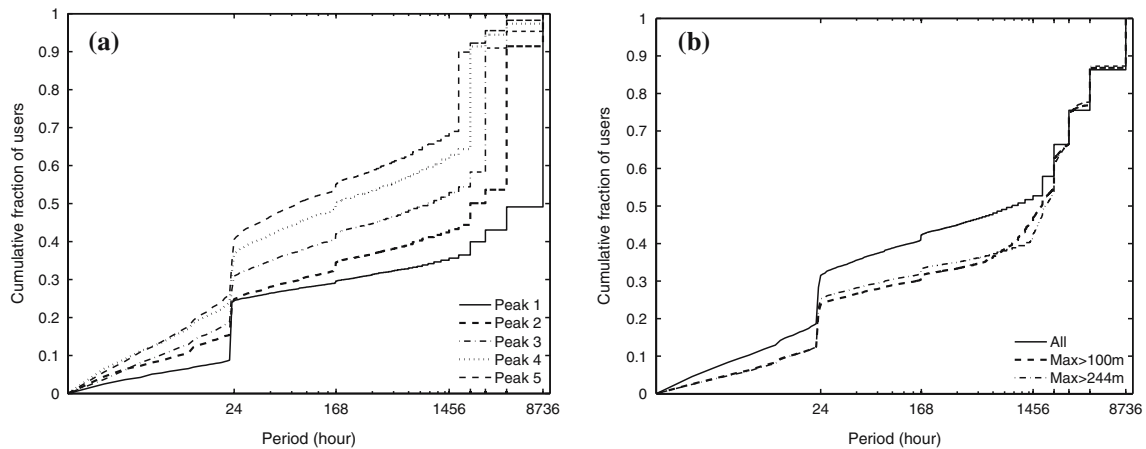 (a)
Cumulative fraction of users
1
0.9
0.8
0.7
0.6
0.5
0.4
0.3
0.2
0.1
0
24
168
1456
8736
Period (hour)
Peak 1
Peak 2
Peak 3
Peak 4
Peak 5
(b)
Cumulative fraction of users
1
0.9
0.8
0.7
0.6
0.5
0.4
0.3
0.2
0.1
0
24
168
1456
8736
Period (hour)
All
Max>100m
Max>244m